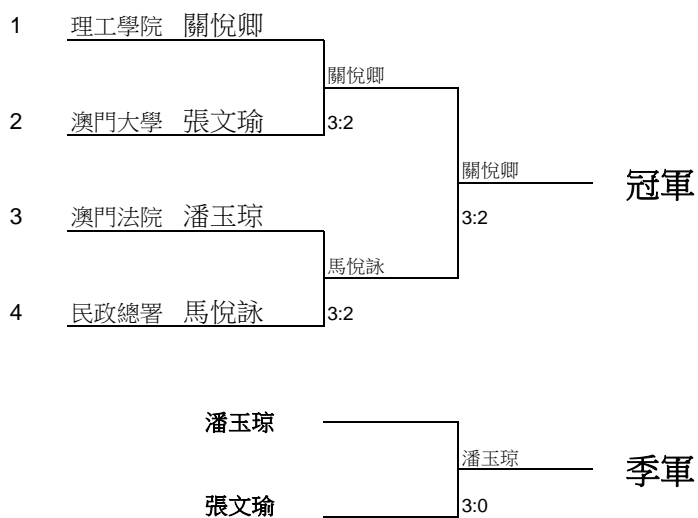 1 理工學院 關悅卿
關悅卿
2 澳門大學 張文瑜 3:2
關悅卿 冠軍
3 澳門法院 潘玉琼 3:2
馬悅詠
4 民政總署 馬悅詠 3:2
潘玉琼
潘玉琼 季軍
張文瑜 3:0